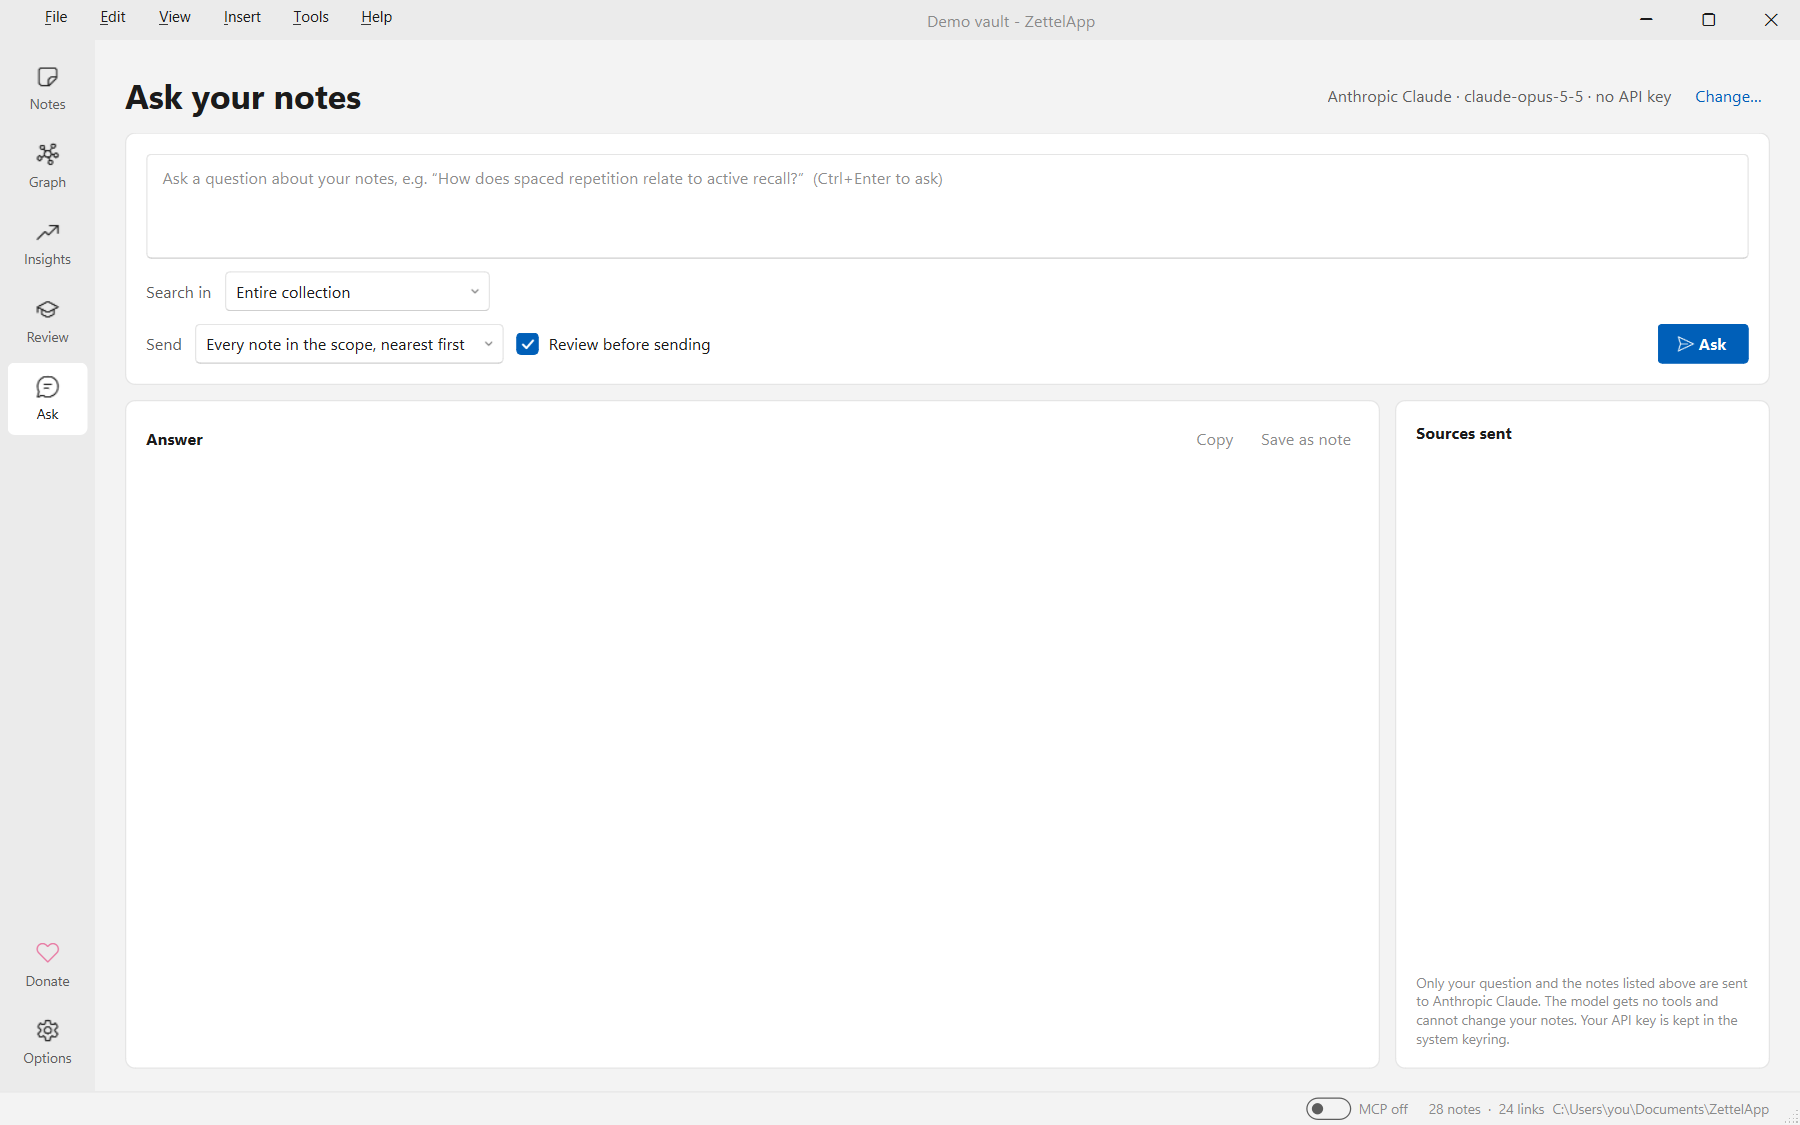 File Edit View Insert Tools Help
Demo vault - ZettelApp
Notes
Graph
Insights
Review
Ask
Donate
Options
Ask your notes
Anthropic Claude · claude-opus-5-5 · no API key Change...
Ask a question about your notes, e.g. “How does spaced repetition relate to active recall?” (Ctrl+Enter to ask)
Search in Entire collection
Send Every note in the scope, nearest first Review before sending
Ask
Answer
Copy Save as note
Sources sent
Only your question and the notes listed above are sent
to Anthropic Claude. The model gets no tools and
cannot change your notes. Your API key is kept in the
system keyring.
MCP off 28 notes · 24 links C:\Users\you\Documents\ZettelApp